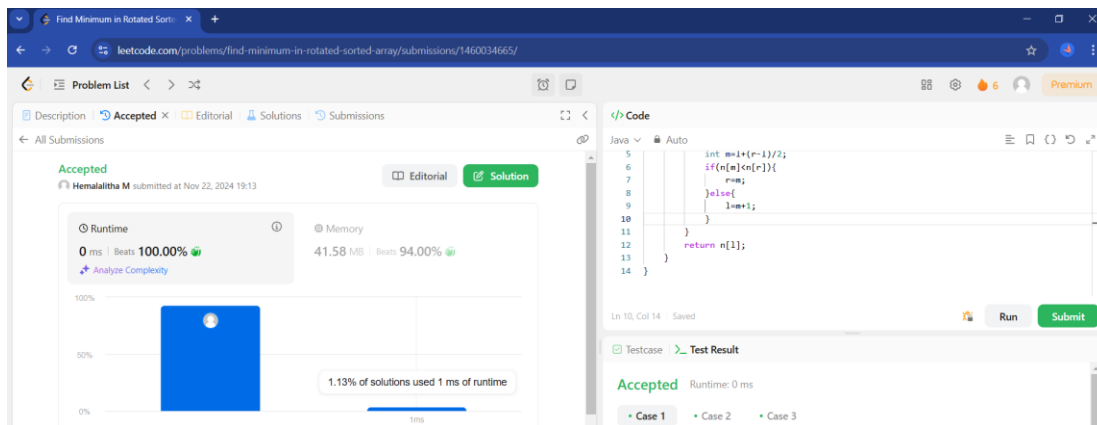 Find Minimum in Rotated Sorte
leetcode.com/problems/find-minimum-in-rotated-sorted-array/submissions/1460034665/
Problem List
6
Premium
Description
Accepted
Editorial
Solutions
Submissions
All Submissions
Accepted
Hemalalitha M submitted at Nov 22, 2024 19:13
Editorial
Solution
Runtime
0 ms | Beats 100.00%
Analyze Complexity
Memory
41.58 MB | Beats 94.00%
100%
50%
0%
1.13% of solutions used 1 ms of runtime
1ms
</> Code
Java
Auto
5 int m=l+(r-l)/2;
6 if(n[m]<n[r]){
7 r=m;
8 }else{
9 l=m+1;
10 }
11 }
12 return n[l];
13 }
14 }
Ln 10, Col 14 | Saved
Run
Submit
Testcase
>_ Test Result
Accepted Runtime: 0 ms
• Case 1 • Case 2 • Case 3